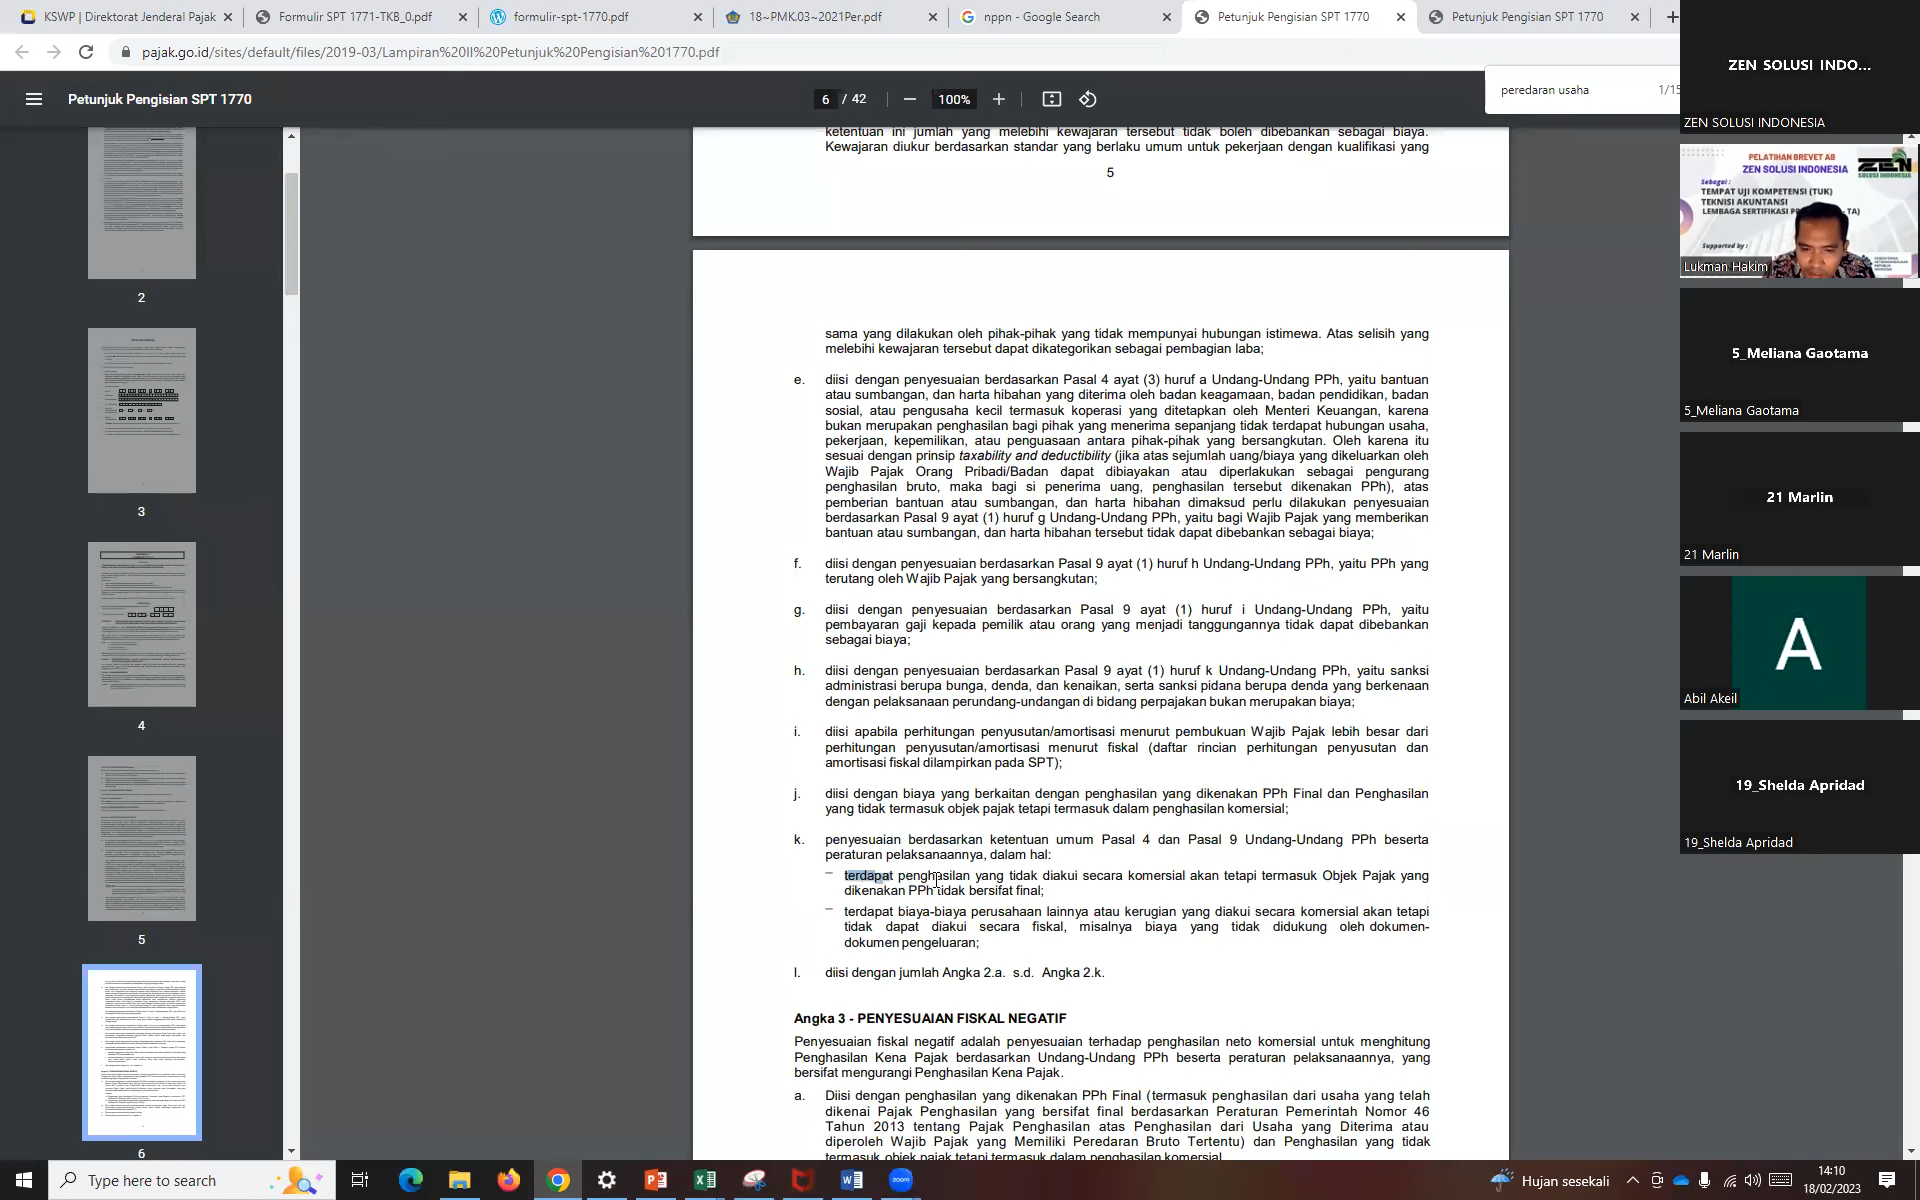 KSWP | Direktorat Jenderal Pajak
Formulir SPT 1771-TKB_0.pdf
formulir-spt-1770.pdf
18~PMK.03~2021Per.pdf
nppn - Google Search
Petunjuk Pengisian SPT 1770
Petunjuk Pengisian SPT 1770
pajak.go.id/sites/default/files/2019-03/Lampiran%20II%20Petunjuk%20Pengisian%201770.pdf
Petunjuk Pengisian SPT 1770
6 / 42
100%
peredaran usaha
1/15
2
3
4
5
6
ketentuan ini jumlah yang melebihi kewajaran tersebut tidak boleh dibebankan sebagai biaya.
Kewajaran diukur berdasarkan standar yang berlaku umum untuk pekerjaan dengan kualifikasi yang
5
sama yang dilakukan oleh pihak-pihak yang tidak mempunyai hubungan istimewa. Atas selisih yang
melebihi kewajaran tersebut dapat dikategorikan sebagai pembagian laba;
e. diisi dengan penyesuaian berdasarkan Pasal 4 ayat (3) huruf a Undang-Undang PPh, yaitu bantuan
atau sumbangan, dan harta hibahan yang diterima oleh badan keagamaan, badan pendidikan, badan
sosial, atau pengusaha kecil termasuk koperasi yang ditetapkan oleh Menteri Keuangan, karena
bukan merupakan penghasilan bagi pihak yang menerima sepanjang tidak terdapat hubungan usaha,
pekerjaan, kepemilikan, atau penguasaan antara pihak-pihak yang bersangkutan. Oleh karena itu
sesuai dengan prinsip taxability and deductibility (jika atas sejumlah uang/biaya yang dikeluarkan oleh
Wajib Pajak Orang Pribadi/Badan dapat dibiayakan atau diperlakukan sebagai pengurang
penghasilan bruto, maka bagi si penerima uang, penghasilan tersebut dikenakan PPh), atas
pemberian bantuan atau sumbangan, dan harta hibahan dimaksud perlu dilakukan penyesuaian
berdasarkan Pasal 9 ayat (1) huruf g Undang-Undang PPh, yaitu bagi Wajib Pajak yang memberikan
bantuan atau sumbangan, dan harta hibahan tersebut tidak dapat dibebankan sebagai biaya;
f. diisi dengan penyesuaian berdasarkan Pasal 9 ayat (1) huruf h Undang-Undang PPh, yaitu PPh yang
terutang oleh Wajib Pajak yang bersangkutan;
g. diisi dengan penyesuaian berdasarkan Pasal 9 ayat (1) huruf i Undang-Undang PPh, yaitu
pembayaran gaji kepada pemilik atau orang yang menjadi tanggungannya tidak dapat dibebankan
sebagai biaya;
h. diisi dengan penyesuaian berdasarkan Pasal 9 ayat (1) huruf k Undang-Undang PPh, yaitu sanksi
administrasi berupa bunga, denda, dan kenaikan, serta sanksi pidana berupa denda yang berkenaan
dengan pelaksanaan perundang-undangan di bidang perpajakan bukan merupakan biaya;
i. diisi apabila perhitungan penyusutan/amortisasi menurut pembukuan Wajib Pajak lebih besar dari
perhitungan penyusutan/amortisasi menurut fiskal (daftar rincian perhitungan penyusutan dan
amortisasi fiskal dilampirkan pada SPT);
j. diisi dengan biaya yang berkaitan dengan penghasilan yang dikenakan PPh Final dan Penghasilan
yang tidak termasuk objek pajak tetapi termasuk dalam penghasilan komersial;
k. penyesuaian berdasarkan ketentuan umum Pasal 4 dan Pasal 9 Undang-Undang PPh beserta
peraturan pelaksanaannya, dalam hal:
– terdapat penghasilan yang tidak diakui secara komersial akan tetapi termasuk Objek Pajak yang
dikenakan PPh tidak bersifat final;
– terdapat biaya-biaya perusahaan lainnya atau kerugian yang diakui secara komersial akan tetapi
tidak dapat diakui secara fiskal, misalnya biaya yang tidak didukung oleh dokumen-
dokumen pengeluaran;
l. diisi dengan jumlah Angka 2.a. s.d. Angka 2.k.
Angka 3 - PENYESUAIAN FISKAL NEGATIF
Penyesuaian fiskal negatif adalah penyesuaian terhadap penghasilan neto komersial untuk menghitung
Penghasilan Kena Pajak berdasarkan Undang-Undang PPh beserta peraturan pelaksanaannya, yang
bersifat mengurangi Penghasilan Kena Pajak.
a. Diisi dengan penghasilan yang dikenakan PPh Final (termasuk penghasilan dari usaha yang telah
dikenai Pajak Penghasilan yang bersifat final berdasarkan Peraturan Pemerintah Nomor 46
Tahun 2013 tentang Pajak Penghasilan atas Penghasilan dari Usaha yang Diterima atau
diperoleh Wajib Pajak yang Memiliki Peredaran Bruto Tertentu) dan Penghasilan yang tidak
termasuk objek pajak tetapi termasuk dalam penghasilan komersial.
ZEN SOLUSI INDO...
ZEN SOLUSI INDONESIA
PELATIHAN BREVET AB
ZEN SOLUSI INDONESIA
ZEN
SOLUSI INDONESIA
Sebagai :
TEMPAT UJI KOMPETENSI (TUK)
TEKNISI AKUNTANSI
LEMBAGA SERTIFIKASI
TA)
Supported by :
Lukman Hakim
5_Meliana Gaotama
5_Meliana Gaotama
21 Marlin
21 Marlin
A
Abil Akeil
19_Shelda Apridad
19_Shelda Apridad
Type here to search
zoom
Hujan sesekali
14:10
18/02/2023